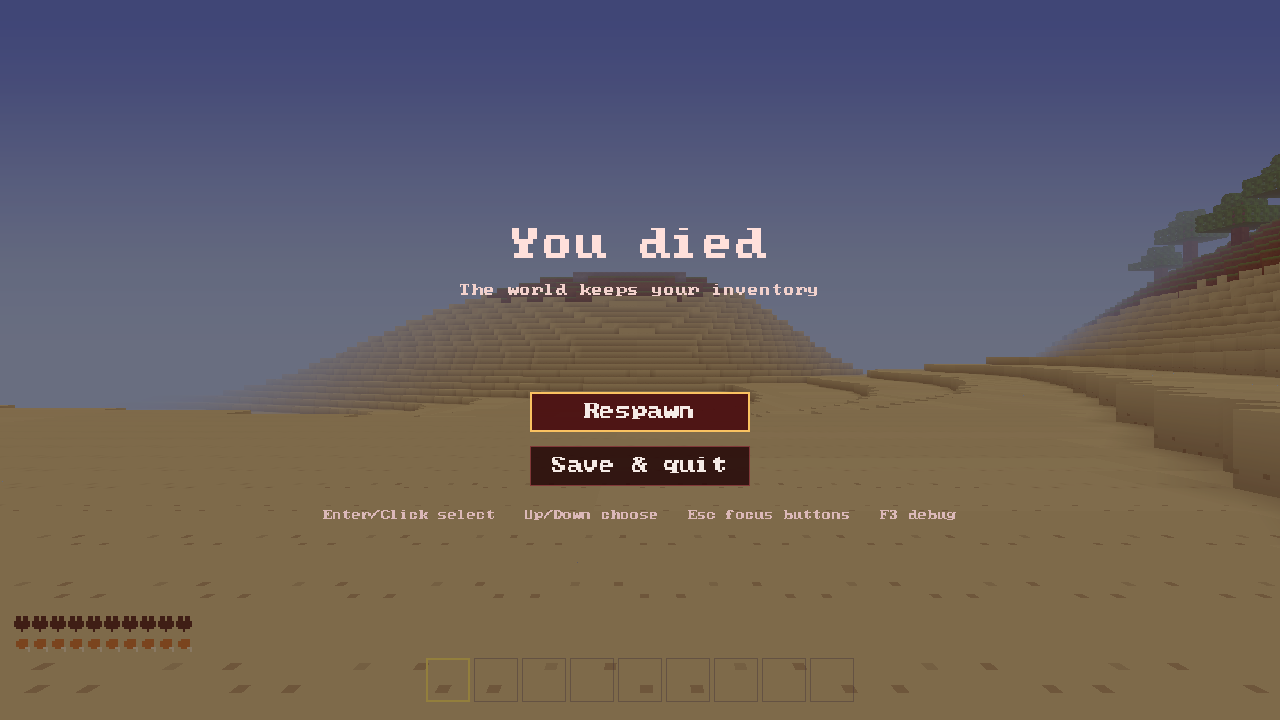 You died
The world keeps your inventory
Respawn
Save & quit
Enter/Click select Up/Down choose Esc focus buttons F3 debug